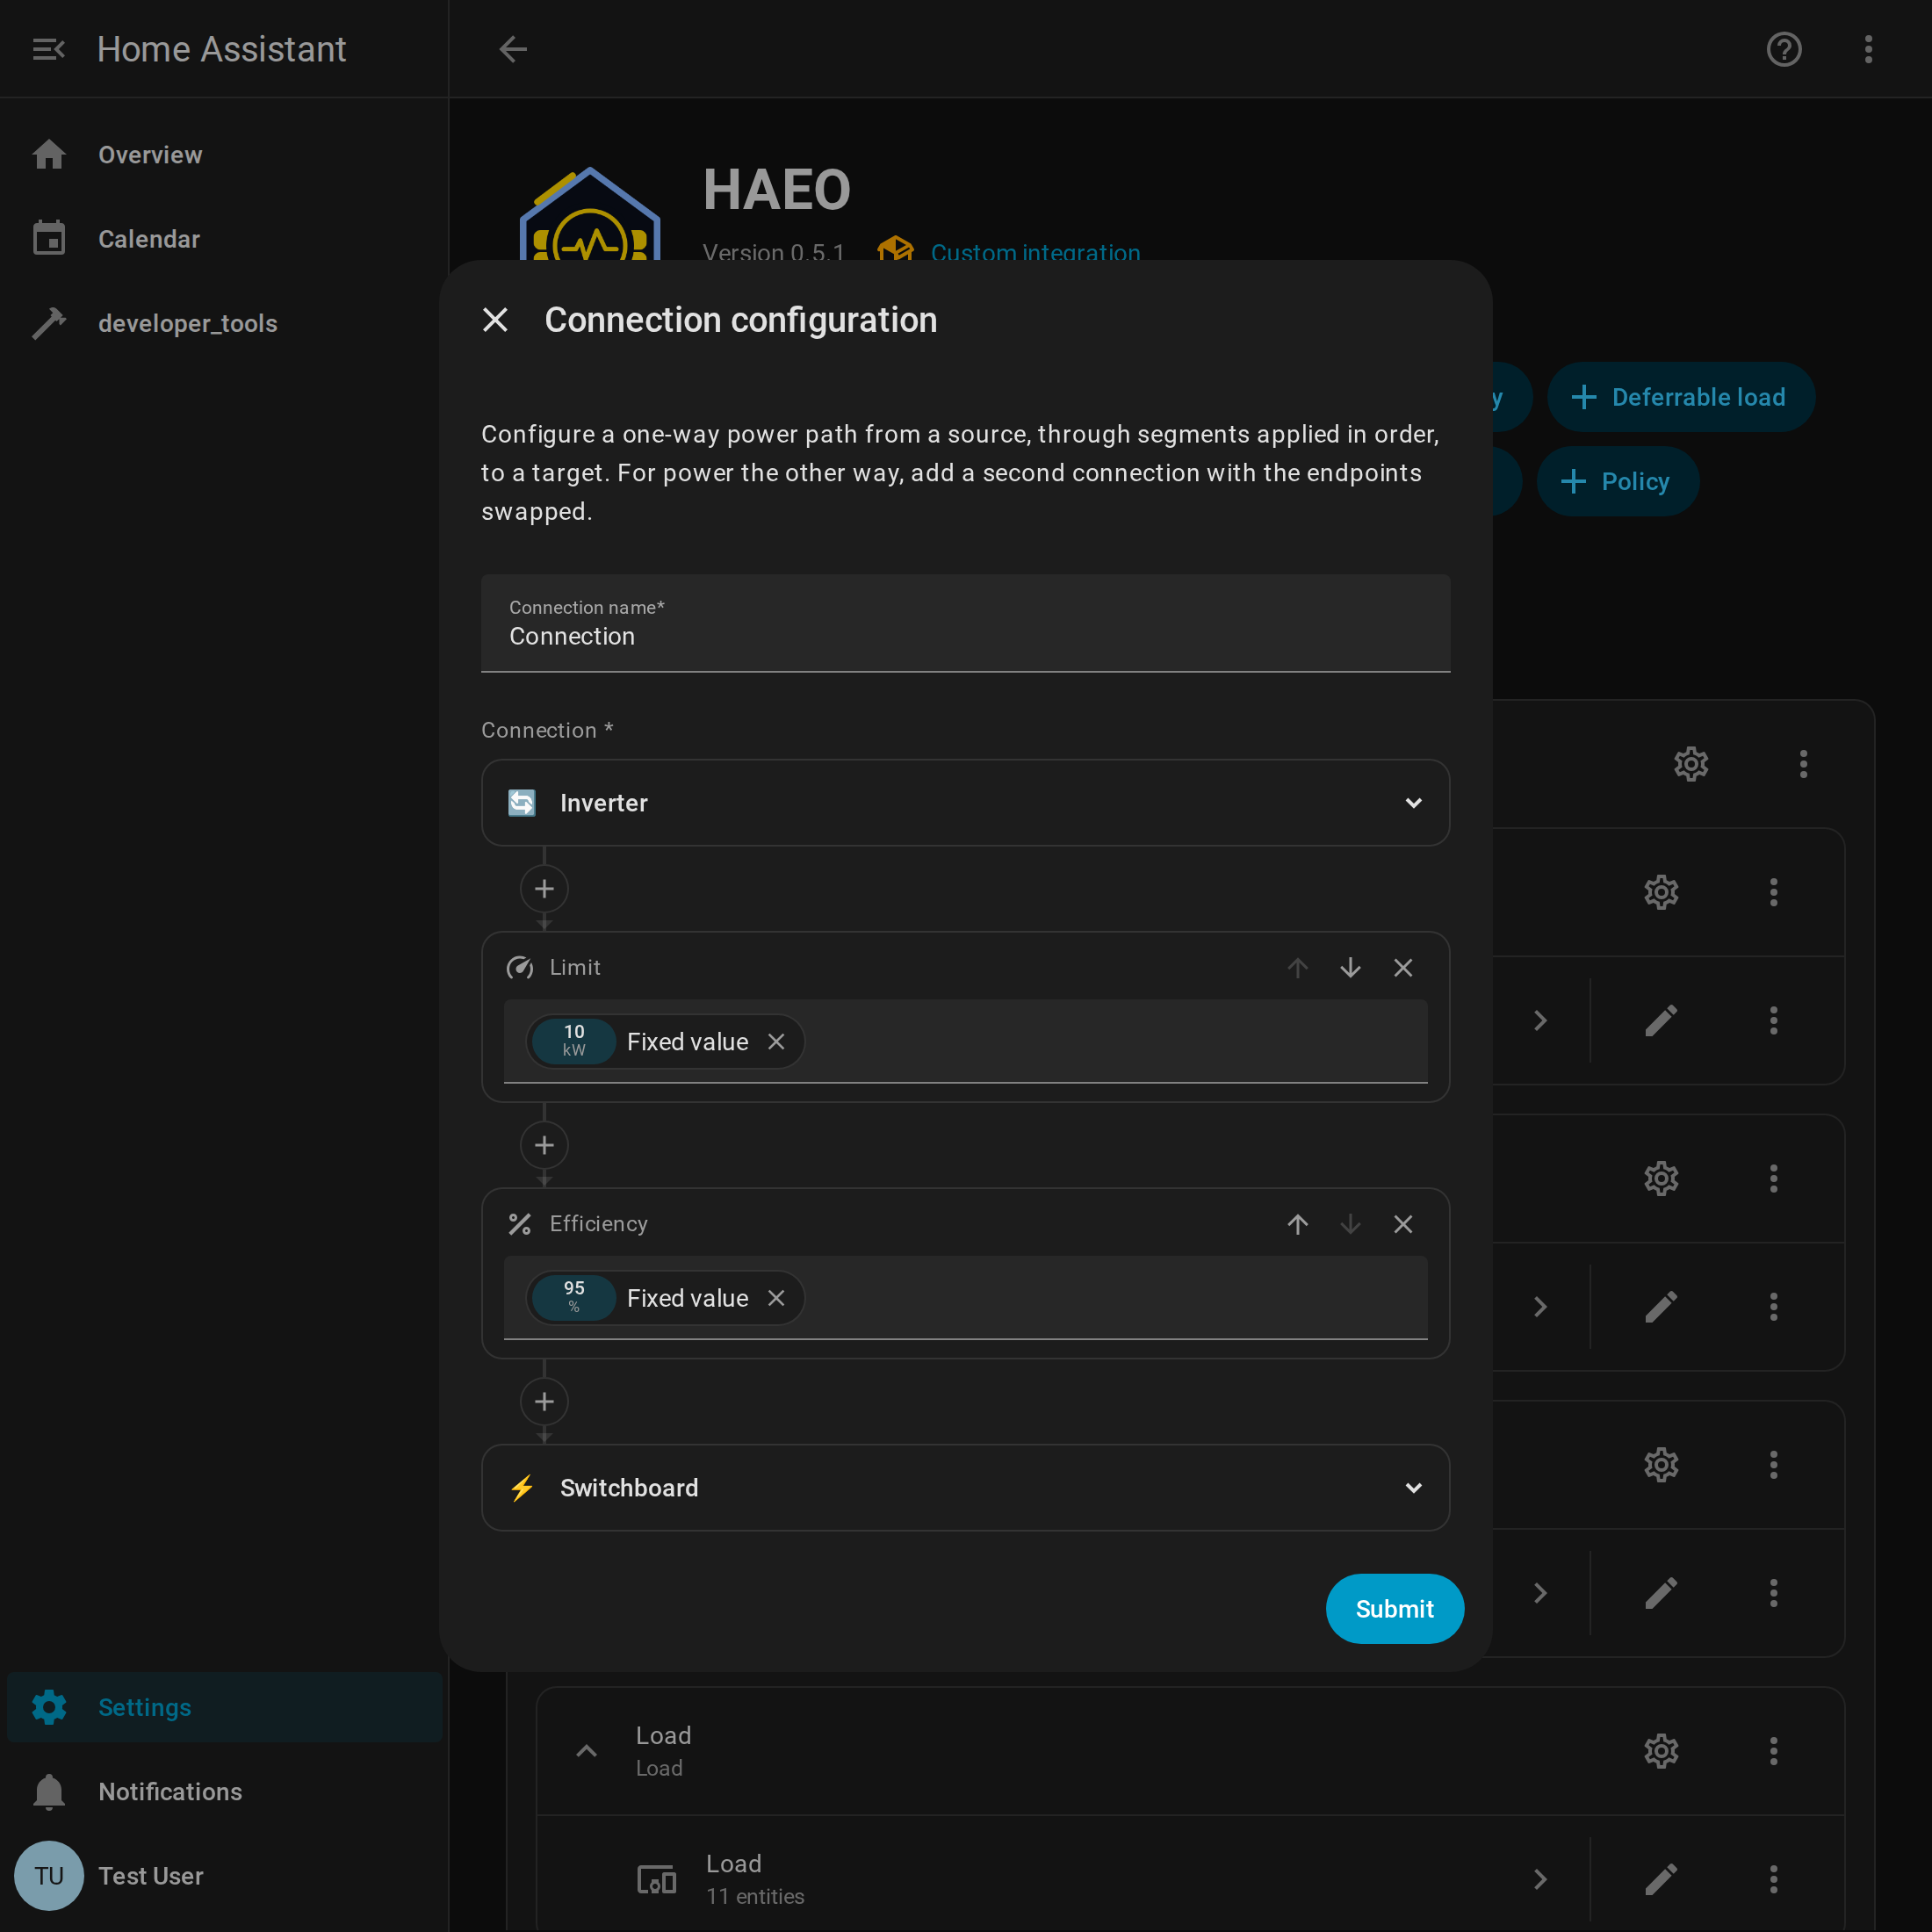 Home Assistant
Overview
Calendar
developer_tools
Settings
Notifications
TU
Test User
HAEO
Version 0.5.1
Custom integration
y
Deferrable load
Policy
Connection configuration
Configure a one-way power path from a source, through segments applied in order,
to a target. For power the other way, add a second connection with the endpoints
swapped.
Connection name*
Connection
Connection *
Inverter
Limit
10
kW
Fixed value
Efficiency
95
%
Fixed value
Switchboard
Submit
Load
Load
Load
11 entities